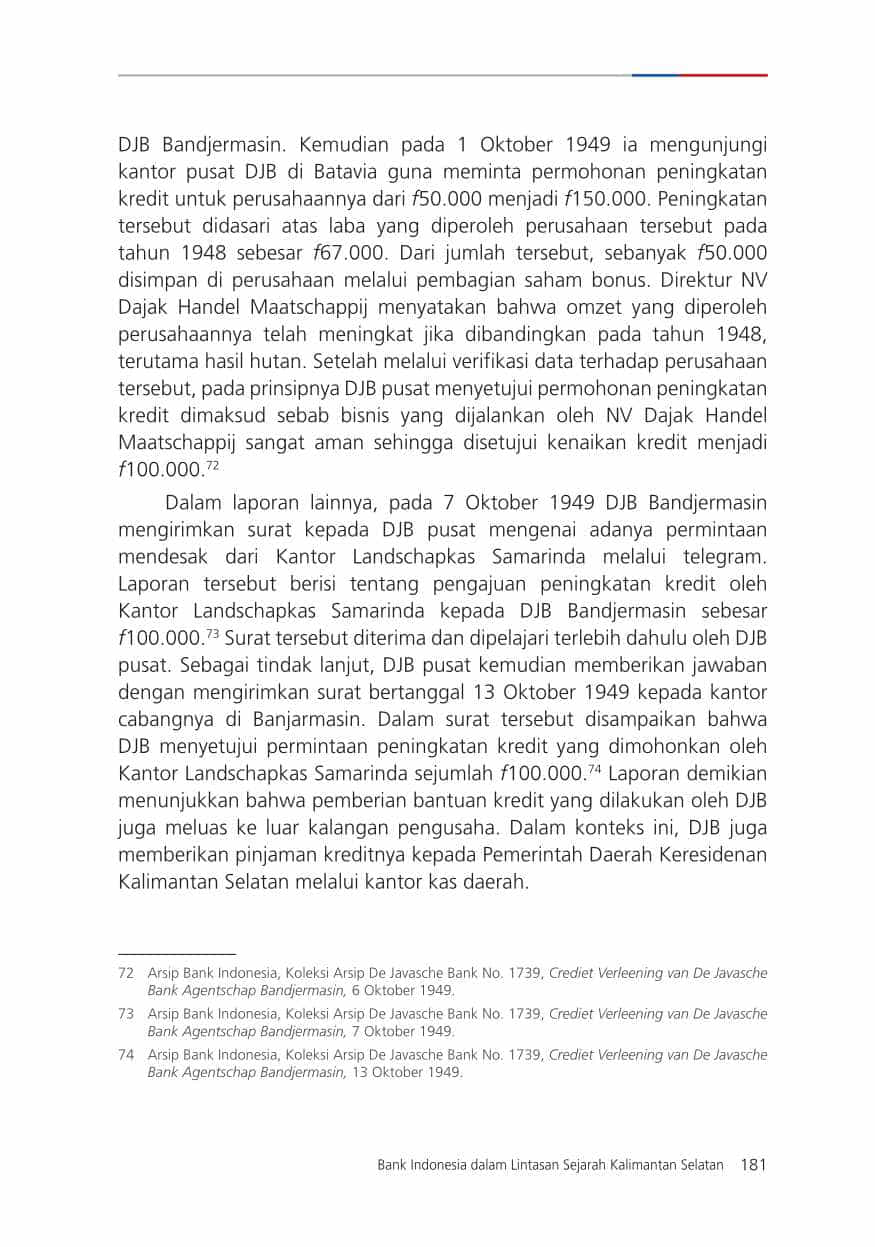 DJB Bandjermasin. Kemudian pada 1 Oktober 1949 ia mengunjungi
kantor pusat DJB di Batavia guna meminta permohonan peningkatan
kredit untuk perusahaannya dari ƒ50.000 menjadi ƒ150.000. Peningkatan
tersebut didasari atas laba yang diperoleh perusahaan tersebut pada
tahun 1948 sebesar ƒ67.000. Dari jumlah tersebut, sebanyak ƒ50.000
disimpan di perusahaan melalui pembagian saham bonus. Direktur NV
Dajak Handel Maatschappij menyatakan bahwa omzet yang diperoleh
perusahaannya telah meningkat jika dibandingkan pada tahun 1948,
terutama hasil hutan. Setelah melalui verifikasi data terhadap perusahaan
tersebut, pada prinsipnya DJB pusat menyetujui permohonan peningkatan
kredit dimaksud sebab bisnis yang dijalankan oleh NV Dajak Handel
Maatschappij sangat aman sehingga disetujui kenaikan kredit menjadi
ƒ100.000.72
Dalam laporan lainnya, pada 7 Oktober 1949 DJB Bandjermasin
mengirimkan surat kepada DJB pusat mengenai adanya permintaan
mendesak dari Kantor Landschapkas Samarinda melalui telegram.
Laporan tersebut berisi tentang pengajuan peningkatan kredit oleh
Kantor Landschapkas Samarinda kepada DJB Bandjermasin sebesar
ƒ100.000.73 Surat tersebut diterima dan dipelajari terlebih dahulu oleh DJB
pusat. Sebagai tindak lanjut, DJB pusat kemudian memberikan jawaban
dengan mengirimkan surat bertanggal 13 Oktober 1949 kepada kantor
cabangnya di Banjarmasin. Dalam surat tersebut disampaikan bahwa
DJB menyetujui permintaan peningkatan kredit yang dimohonkan oleh
Kantor Landschapkas Samarinda sejumlah ƒ100.000.74 Laporan demikian
menunjukkan bahwa pemberian bantuan kredit yang dilakukan oleh DJB
juga meluas ke luar kalangan pengusaha. Dalam konteks ini, DJB juga
memberikan pinjaman kreditnya kepada Pemerintah Daerah Keresidenan
Kalimantan Selatan melalui kantor kas daerah.
72 Arsip Bank Indonesia, Koleksi Arsip De Javasche Bank No. 1739, Crediet Verleening van De Javasche
Bank Agentschap Bandjermasin, 6 Oktober 1949.
73 Arsip Bank Indonesia, Koleksi Arsip De Javasche Bank No. 1739, Crediet Verleening van De Javasche
Bank Agentschap Bandjermasin, 7 Oktober 1949.
74 Arsip Bank Indonesia, Koleksi Arsip De Javasche Bank No. 1739, Crediet Verleening van De Javasche
Bank Agentschap Bandjermasin, 13 Oktober 1949.
Bank Indonesia dalam Lintasan Sejarah Kalimantan Selatan 181